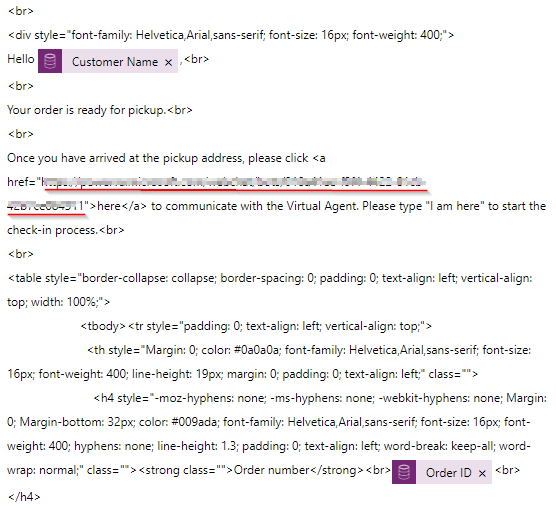 <br>
<div style="font-family: Helvetica,Arial,sans-serif; font-size: 16px; font-weight: 400;">
Hello Customer Name × ,<br>
<br>
Your order is ready for pickup.<br>
<br>
Once you have arrived at the pickup address, please click <a
href="
">here</a> to communicate with the Virtual Agent. Please type "I am here" to start the
check-in process.<br>
<br>
<table style="border-collapse: collapse; border-spacing: 0; padding: 0; text-align: left; vertical-align:
top; width: 100%;">
<tbody><tr style="padding: 0; text-align: left; vertical-align: top;">
<th style="Margin: 0; color: #0a0a0a; font-family: Helvetica,Arial,sans-serif; font-size:
16px; font-weight: 400; line-height: 19px; margin: 0; padding: 0; text-align: left;" class="">
<h4 style="-moz-hyphens: none; -ms-hyphens: none; -webkit-hyphens: none; Margin:
0; Margin-bottom: 32px; color: #009ada; font-family: Helvetica,Arial,sans-serif; font-size: 16px; font-
weight: 400; hyphens: none; line-height: 1.3; padding: 0; text-align: left; word-break: keep-all; word-
wrap: normal;" class=""><strong class="">Order number</strong><br> Order ID × <br>
</h4>